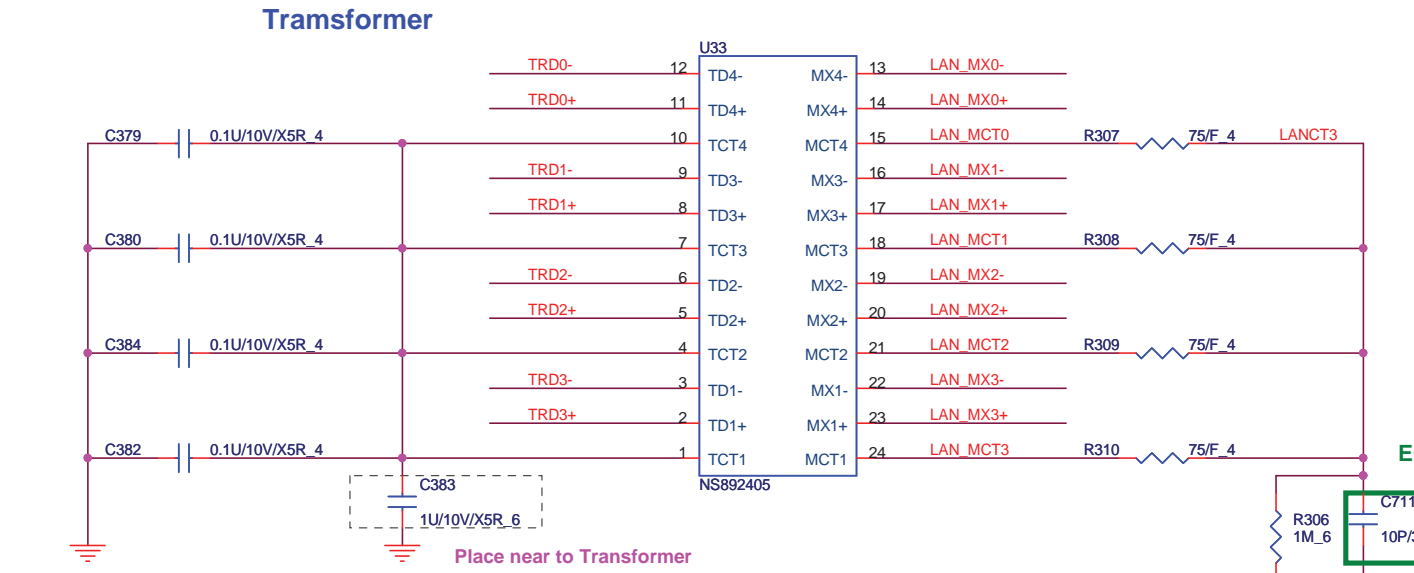 Tramsformer
U33
TRD0- 12 TD4- MX4- 13 LAN_MX0-
TRD0+ 11 TD4+ MX4+ 14 LAN_MX0+
C379 0.1U/10V/X5R_4 10 TCT4 MCT4 15 LAN_MCT0 R307 75/F_4 LANCT3
TRD1- 9 TD3- MX3- 16 LAN_MX1-
TRD1+ 8 TD3+ MX3+ 17 LAN_MX1+
C380 0.1U/10V/X5R_4 7 TCT3 MCT3 18 LAN_MCT1 R308 75/F_4
TRD2- 6 TD2- MX2- 19 LAN_MX2-
TRD2+ 5 TD2+ MX2+ 20 LAN_MX2+
C384 0.1U/10V/X5R_4 4 TCT2 MCT2 21 LAN_MCT2 R309 75/F_4
TRD3- 3 TD1- MX1- 22 LAN_MX3-
TRD3+ 2 TD1+ MX1+ 23 LAN_MX3+
C382 0.1U/10V/X5R_4 1 TCT1 MCT1 24 LAN_MCT3 R310 75/F_4 E
C383 NS892405 C711
1U/10V/X5R_6 R306
1M_6 10P/3
Place near to Transformer